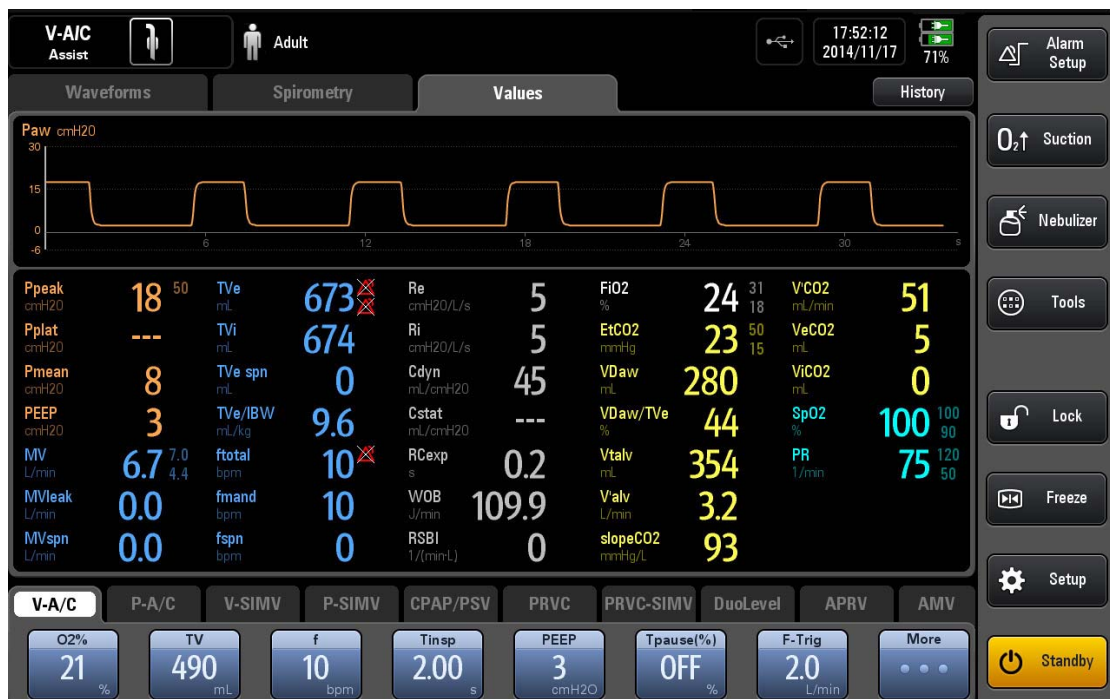 V-A/C
Assist
Adult
17:52:12
2014/11/17
71%
Alarm
Setup
Waveforms
Spirometry
Values
History
Paw cmH2O
30
15
0
-6
6
12
18
24
30
s
O2↑ Suction
Nebulizer
Ppeak 18 50
cmH2O
TVe 673
mL
Re 5
cmH2O/L/s
FiO2 24 31
% 18
V'CO2 51
mL/min
Tools
Pplat ---
cmH2O
TVi 674
mL
Ri 5
cmH2O/L/s
EtCO2 23 50
mmHg 15
VeCO2 5
mL
Pmean 8
cmH2O
TVe spn 0
mL
Cdyn 45
mL/cmH2O
VDaw 280
mL
ViCO2 0
mL
PEEP 3
cmH2O
TVe/IBW 9.6
mL/kg
Cstat ---
mL/cmH2O
VDaw/TVe 44
%
SpO2 100 100
% 90
Lock
MV 6.7 7.0
L/min 4.4
ftotal 10
bpm
RCexp 0.2
s
Vtalv 354
mL
PR 75 120
1/min 50
MVleak 0.0
L/min
fmand 10
bpm
WOB 109.9
J/min
V'alv 3.2
L/min
Freeze
MVspn 0.0
L/min
fspn 0
bpm
RSBI 0
1/(min·L)
slopeCO2 93
mmHg/L
Setup
V-A/C
P-A/C
V-SIMV
P-SIMV
CPAP/PSV
PRVC
PRVC-SIMV
DuoLevel
APRV
AMV
O2%
21
%
TV
490
mL
f
10
bpm
Tinsp
2.00
s
PEEP
3
cmH2O
Tpause(%)
OFF
%
F-Trig
2.0
L/min
More
Standby